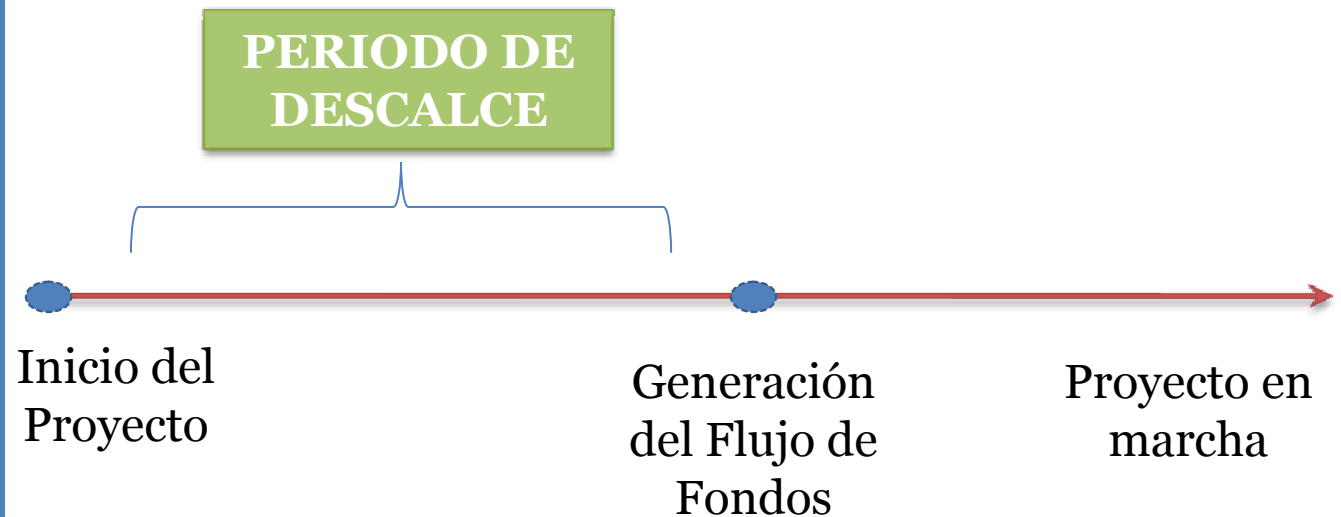 PERIODO DE
DESCALCE
Inicio del
Proyecto
Generación
del Flujo de
Fondos
Proyecto en
marcha